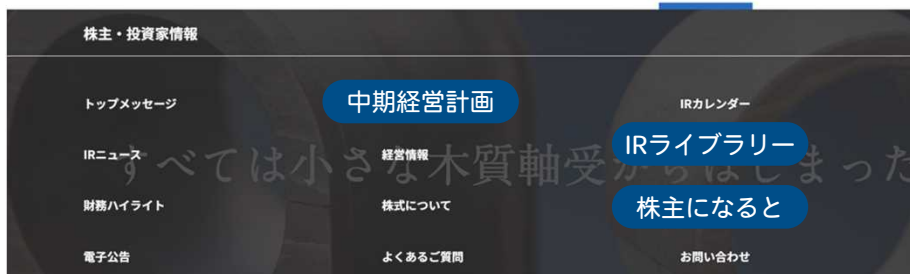 株主・投資家情報
トップメッセージ
中期経営計画
IRカレンダー
IRニュース
経営情報
IRライブラリー
すべては小さな木質軸受からはじまった
財務ハイライト
株式について
株主になると
電子公告
よくあるご質問
お問い合わせ